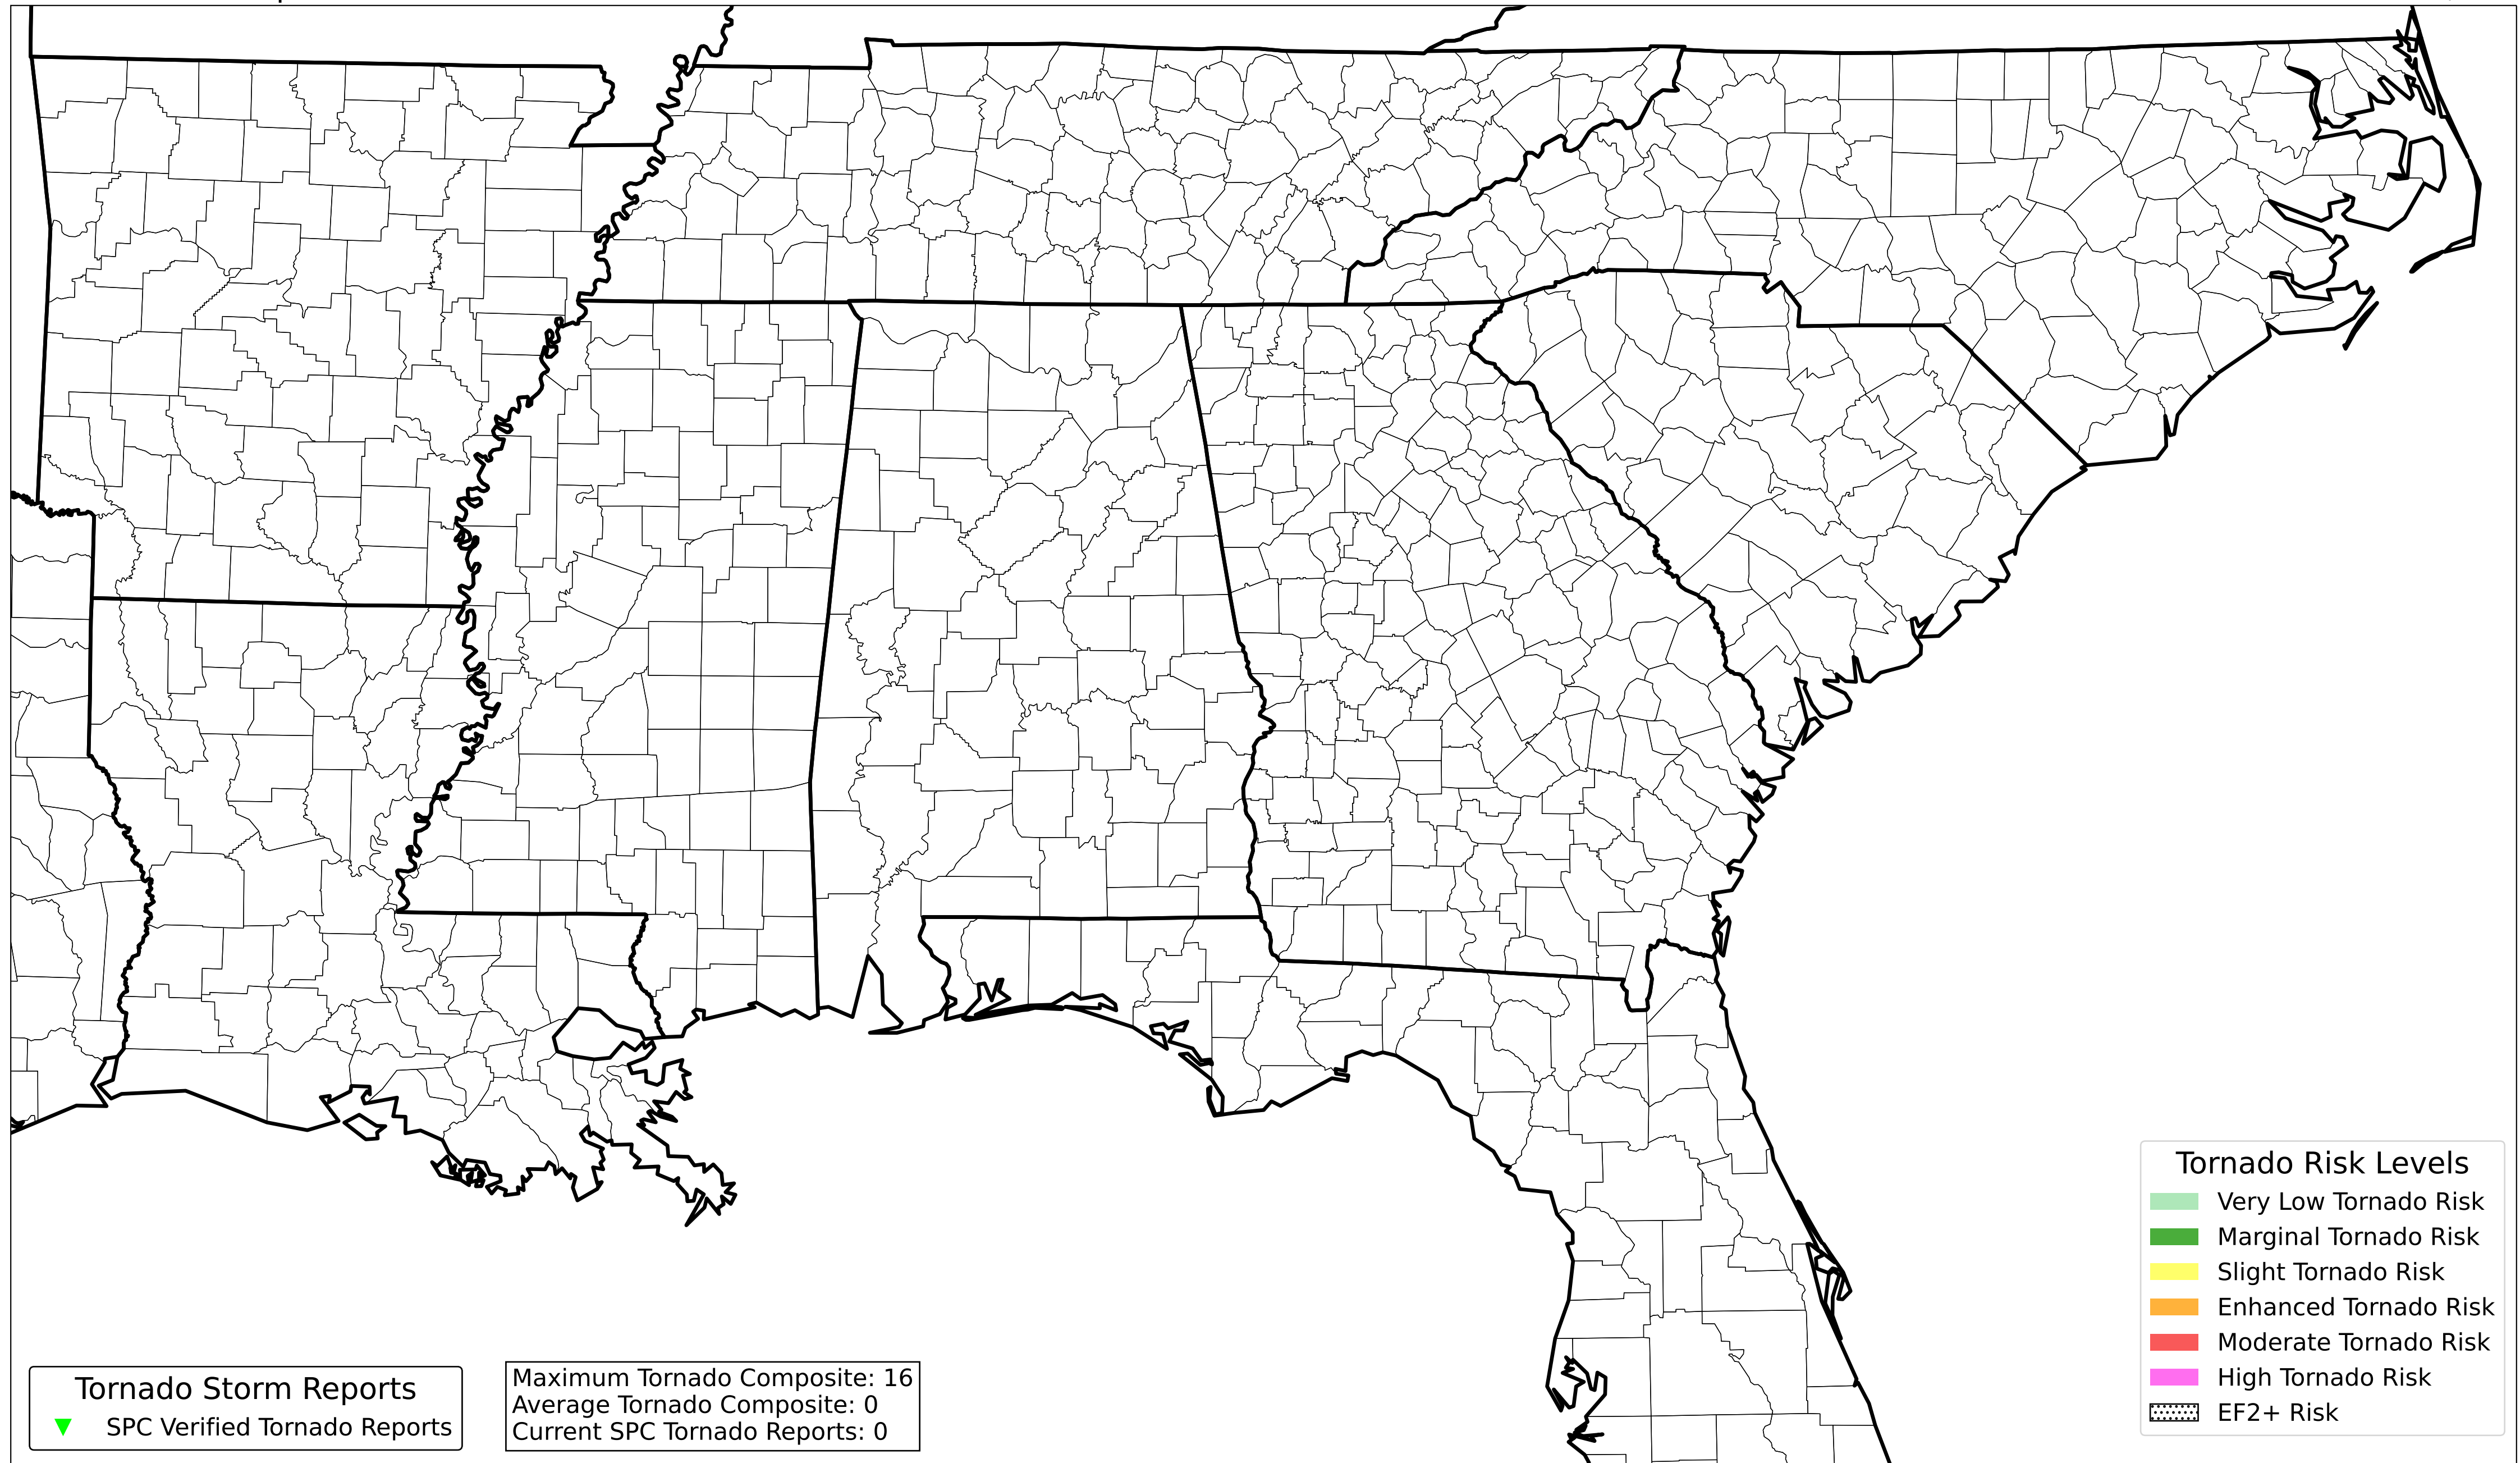 Tornado Risk Levels
Very Low Tornado Risk
Marginal Tornado Risk
Slight Tornado Risk
Enhanced Tornado Risk
Moderate Tornado Risk
High Tornado Risk
EF2+ Risk
Tornado Storm Reports
SPC Verified Tornado Reports
Maximum Tornado Composite: 16
Average Tornado Composite: 0
Current SPC Tornado Reports: 0